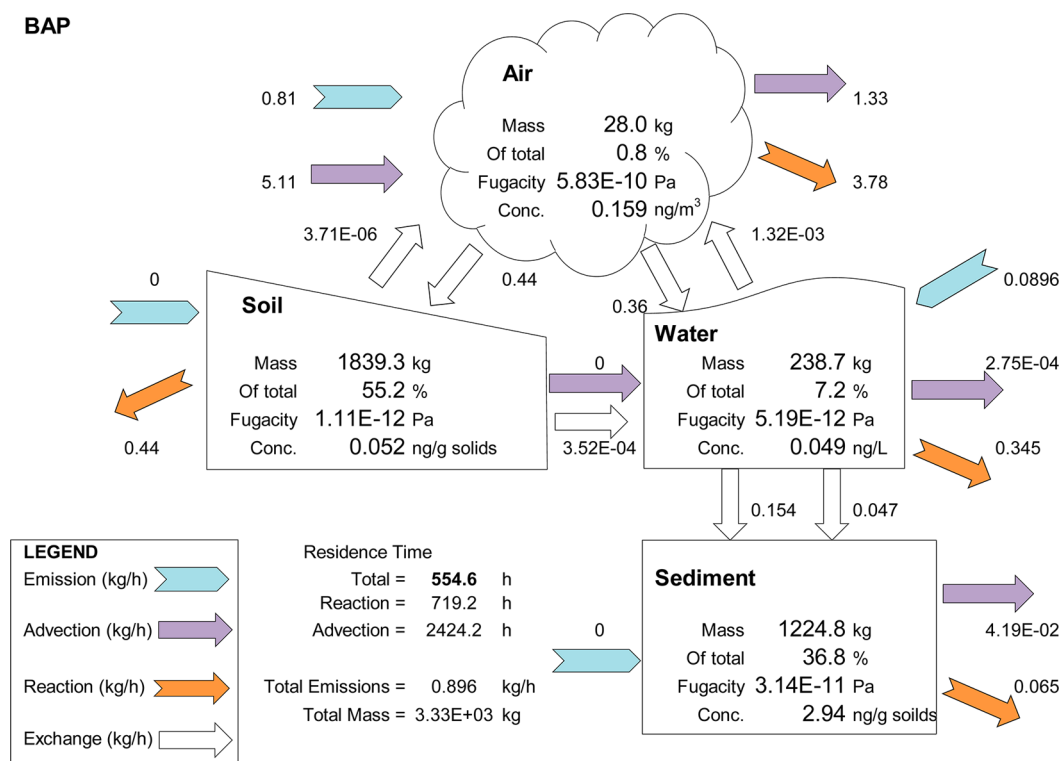 BAP
Air
0.81
1.33
Mass 28.0 kg
Of total 0.8 %
5.11
Fugacity 5.83E-10 Pa
3.78
Conc. 0.159 ng/m³
3.71E-06
1.32E-03
0
0.44
0.36
0.0896
Soil
Water
Mass 1839.3 kg
Of total 55.2 %
Fugacity 1.11E-12 Pa
Conc. 0.052 ng/g solids
0
Mass 238.7 kg
2.75E-04
Of total 7.2 %
Fugacity 5.19E-12 Pa
Conc. 0.049 ng/L
0.44
3.52E-04
0.345
0.154
0.047
LEGEND
Emission (kg/h)
Advection (kg/h)
Reaction (kg/h)
Exchange (kg/h)
Residence Time
Total = 554.6 h
Reaction = 719.2 h
Advection = 2424.2 h
Total Emissions = 0.896 kg/h
Total Mass = 3.33E+03 kg
0
Sediment
Mass 1224.8 kg
4.19E-02
Of total 36.8 %
Fugacity 3.14E-11 Pa
0.065
Conc. 2.94 ng/g soilds